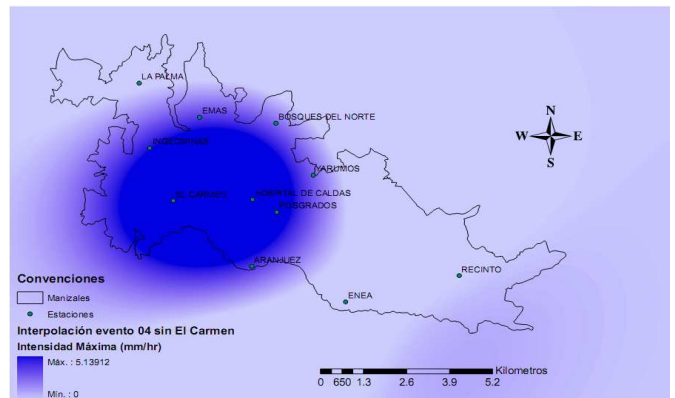 LA PALMA
EMAS
BOSQUES DEL NORTE
INGEOMINAS
YARUMOS
EL CARMEN
HOSPITAL DE CALDAS
POSGRADOS
ARANJUEZ
RECINTO
ENEA
N
W E
S
Convenciones
Manizales
Estaciones
Interpolación evento 04 sin El Carmen
Intensidad Máxima (mm/hr)
Máx. : 5.13912
Mín. : 0
Kilometros
0 650 1.3 2.6 3.9 5.2